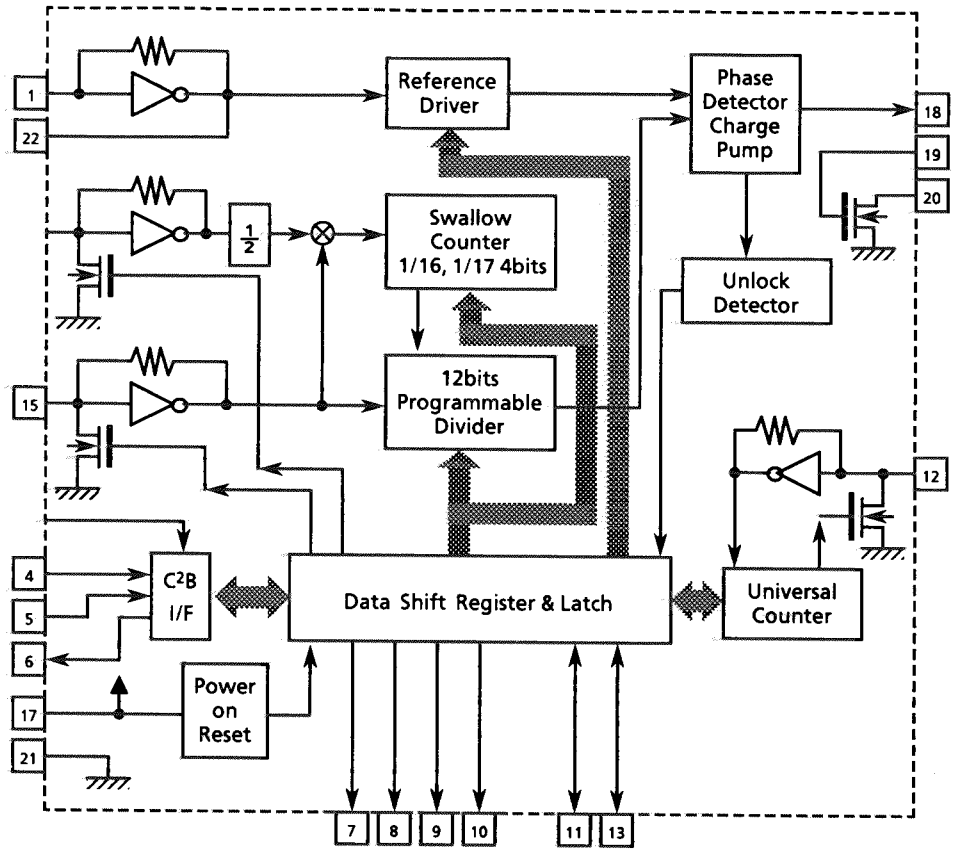 1
Reference
Driver
Phase
Detector
Charge
Pump
18
22
19
20
1/2
Swallow
Counter
1/16, 1/17 4bits
Unlock
Detector
15
12bits
Programmable
Divider
12
4
5
6
C²B
I/F
Data Shift Register & Latch
Universal
Counter
17
Power
on
Reset
21
7
8
9
10
11
13